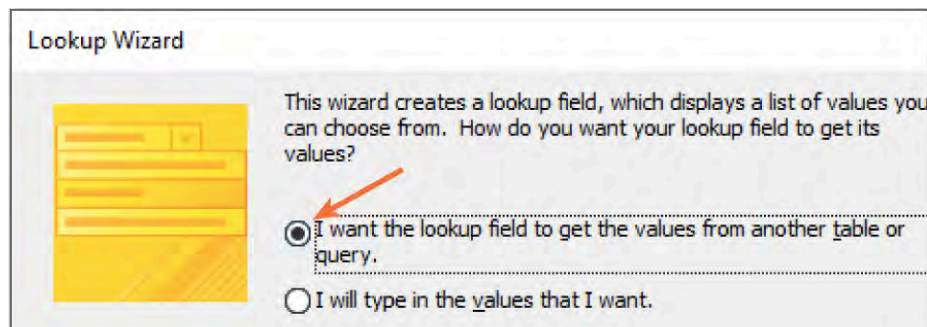 Lookup Wizard
This wizard creates a lookup field, which displays a list of values you
can choose from. How do you want your lookup field to get its
values?
I want the lookup field to get the values from another table or
query.
I will type in the values that I want.